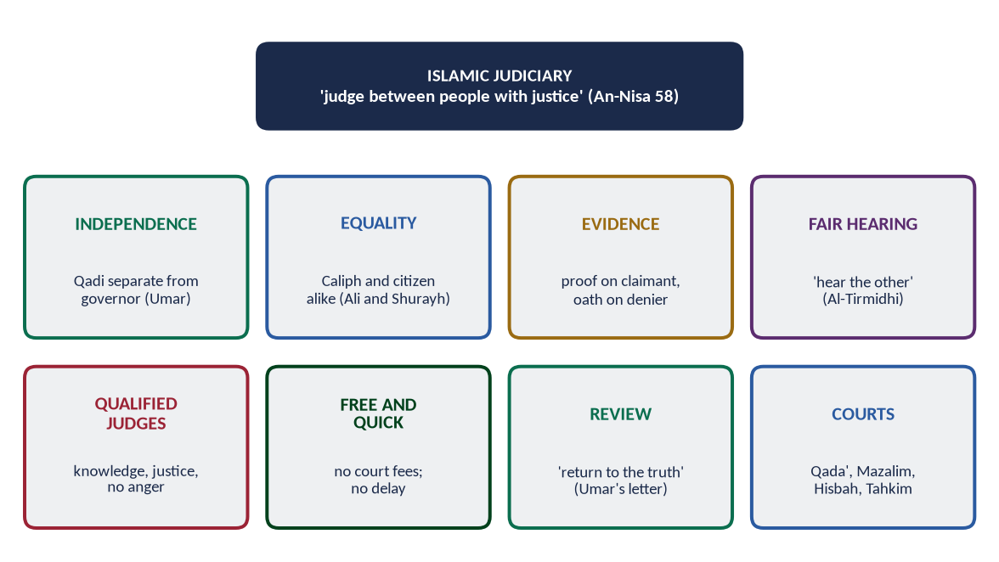 ISLAMIC JUDICIARY
'judge between people with justice' (An-Nisa 58)
INDEPENDENCE
Qadi separate from
governor (Umar)
EQUALITY
Caliph and citizen
alike (Ali and Shurayh)
EVIDENCE
proof on claimant,
oath on denier
FAIR HEARING
'hear the other'
(Al-Tirmidhi)
QUALIFIED
JUDGES
knowledge, justice,
no anger
FREE AND
QUICK
no court fees;
no delay
REVIEW
'return to the truth'
(Umar's letter)
COURTS
Qada', Mazalim,
Hisbah, Tahkim